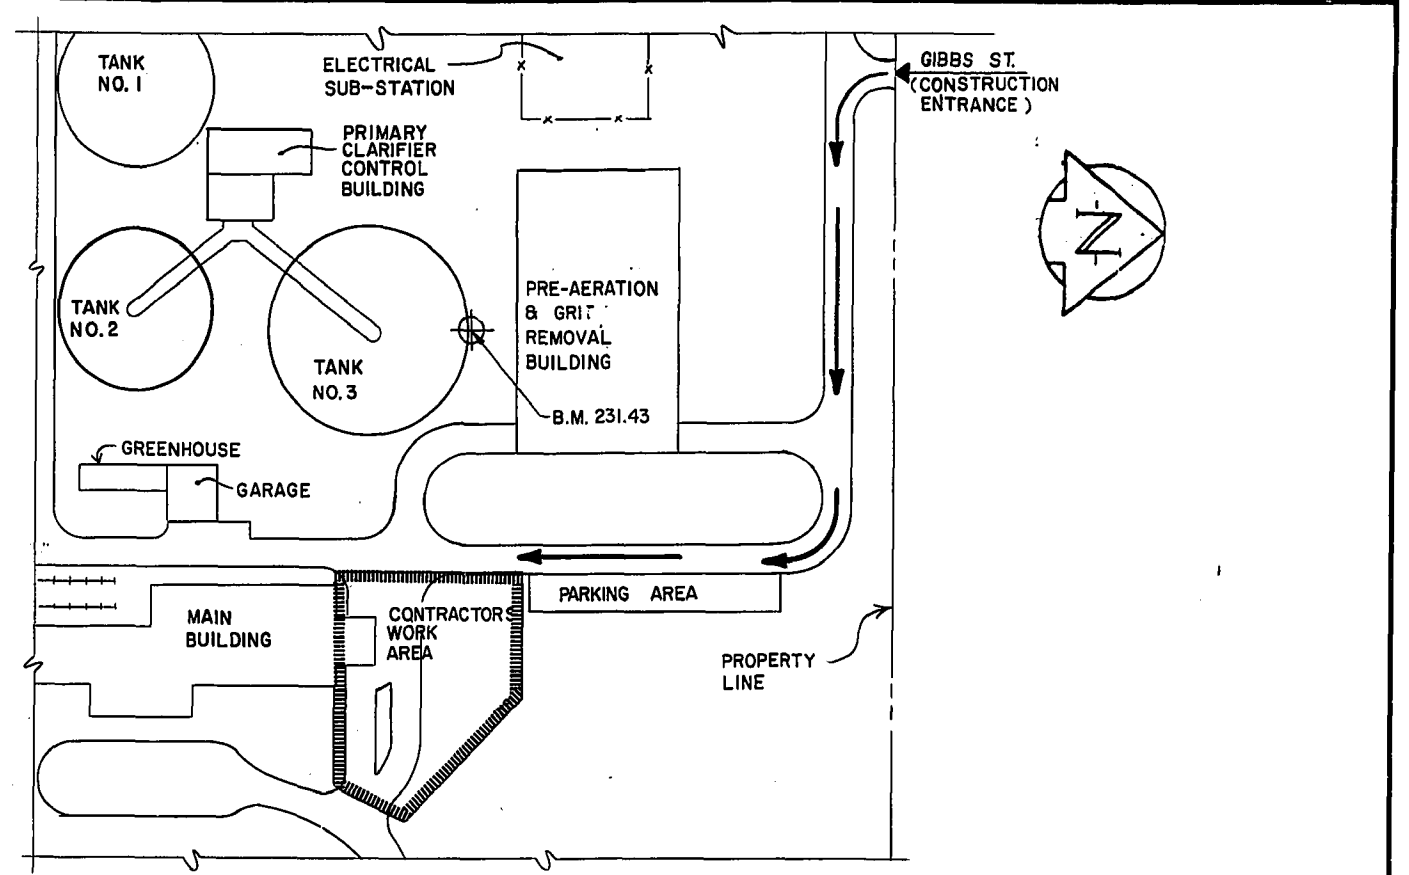 TANK
NO. 1
ELECTRICAL
SUB-STATION
GIBBS ST.
(CONSTRUCTION
ENTRANCE)
PRIMARY
CLARIFIER
CONTROL
BUILDING
N
TANK
NO. 2
TANK
NO. 3
PRE-AERATION
& GRIT
REMOVAL
BUILDING
B.M. 231.43
GREENHOUSE
GARAGE
PARKING AREA
MAIN
BUILDING
CONTRACTORS
WORK
AREA
PROPERTY
LINE